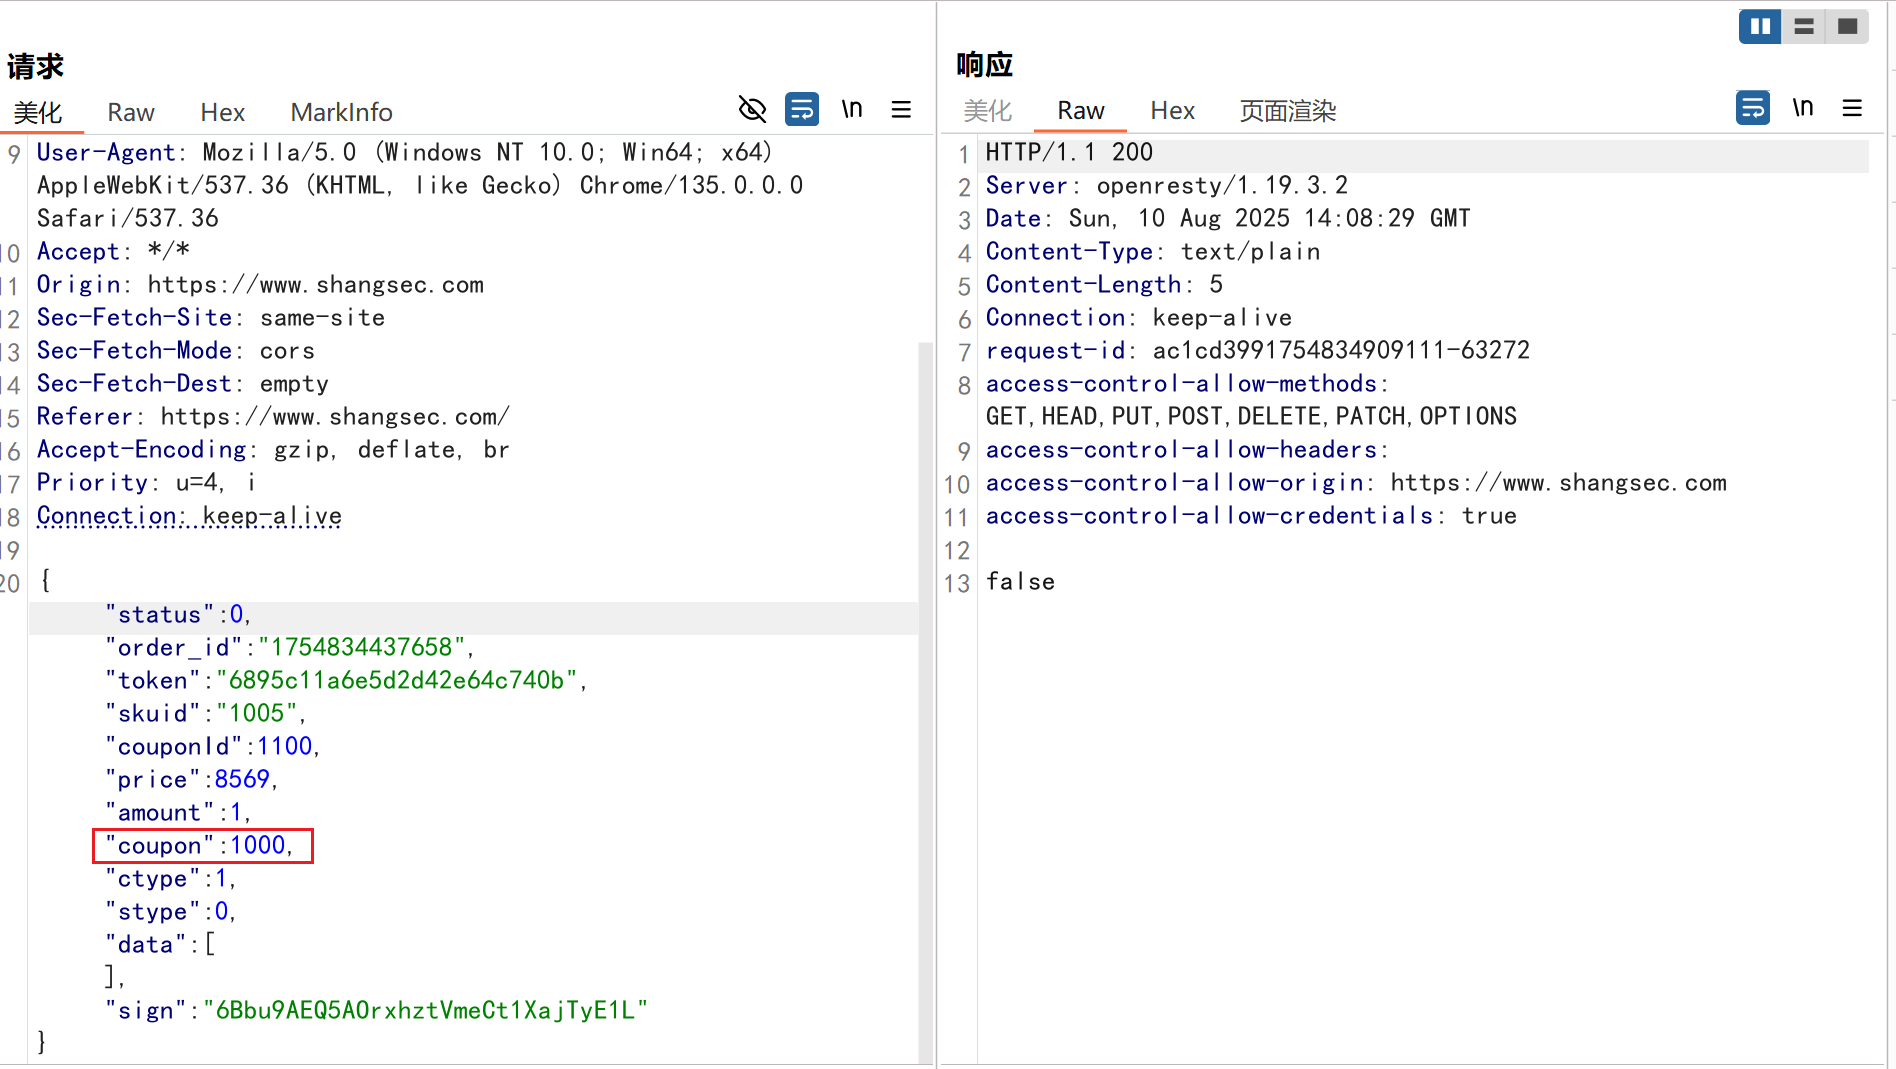 请求
美化 Raw Hex MarkInfo \n
9 User-Agent: Mozilla/5.0 (Windows NT 10.0; Win64; x64)
AppleWebKit/537.36 (KHTML, like Gecko) Chrome/135.0.0.0
Safari/537.36
10 Accept: */*
11 Origin: https://www.shangsec.com
12 Sec-Fetch-Site: same-site
13 Sec-Fetch-Mode: cors
14 Sec-Fetch-Dest: empty
15 Referer: https://www.shangsec.com/
16 Accept-Encoding: gzip, deflate, br
17 Priority: u=4, i
18 Connection: keep-alive
19
20 {
"status":0,
"order_id":"1754834437658",
"token":"6895c11a6e5d2d42e64c740b",
"skuid":"1005",
"couponId":1100,
"price":8569,
"amount":1,
"coupon":1000,
"ctype":1,
"stype":0,
"data":[
],
"sign":"6Bbu9AEQ5AOrxhztVmeCt1XajTyE1L"
}
响应
美化 Raw Hex 页面渲染 \n
1 HTTP/1.1 200
2 Server: openresty/1.19.3.2
3 Date: Sun, 10 Aug 2025 14:08:29 GMT
4 Content-Type: text/plain
5 Content-Length: 5
6 Connection: keep-alive
7 request-id: ac1cd3991754834909111-63272
8 access-control-allow-methods:
GET,HEAD,PUT,POST,DELETE,PATCH,OPTIONS
9 access-control-allow-headers:
10 access-control-allow-origin: https://www.shangsec.com
11 access-control-allow-credentials: true
12
13 false